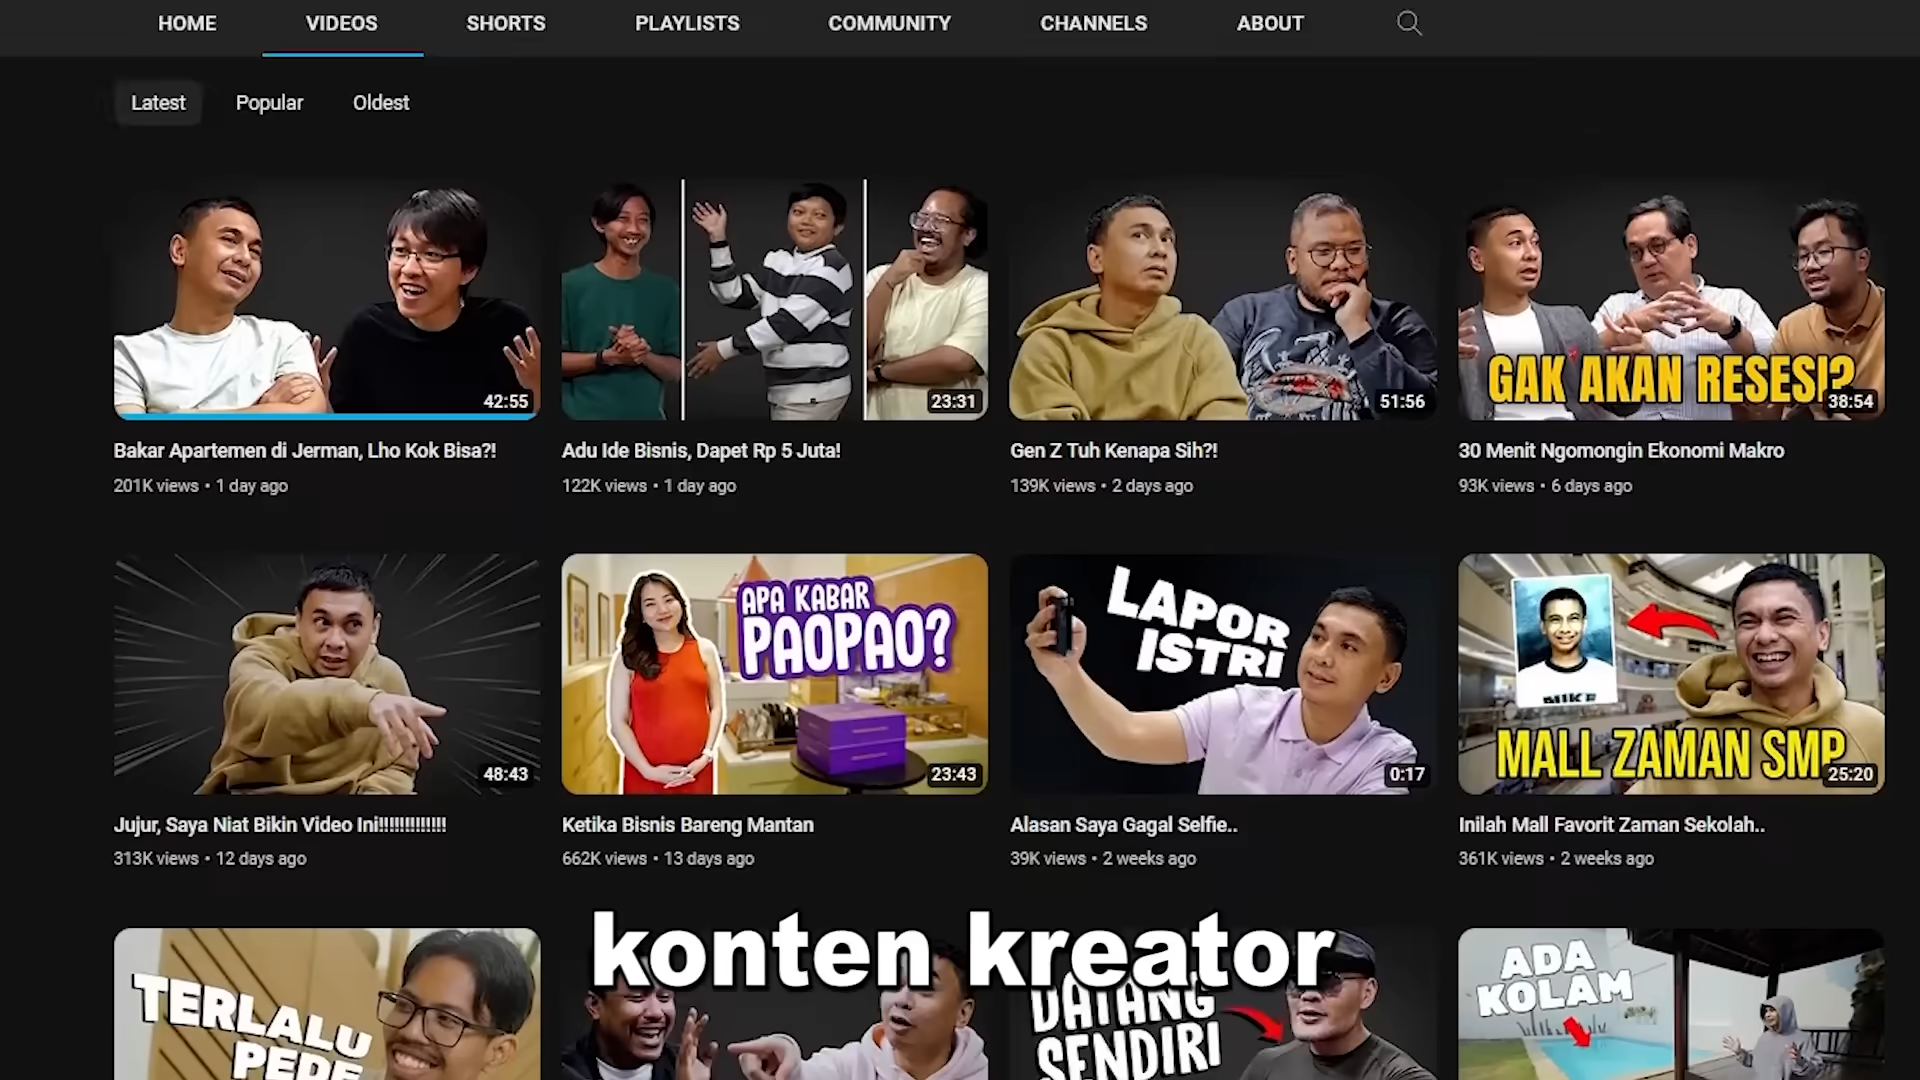 HOME VIDEOS SHORTS PLAYLISTS COMMUNITY CHANNELS ABOUT
Latest Popular Oldest
GAK AKAN RESESI?
42:55 23:31 51:56 38:54
Bakar Apartemen di Jerman, Lho Kok Bisa?! Adu Ide Bisnis, Dapet Rp 5 Juta! Gen Z Tuh Kenapa Sih?! 30 Menit Ngomongin Ekonomi Makro
201K views • 1 day ago 122K views • 1 day ago 139K views • 2 days ago 93K views • 6 days ago
APA KABAR
PAOPAO?
LAPOR
ISTRI
NIKE
MALL ZAMAN SMP
48:43 23:43 0:17 25:20
Jujur, Saya Niat Bikin Video Ini!!!!!!!!!!!!! Ketika Bisnis Bareng Mantan Alasan Saya Gagal Selfie.. Inilah Mall Favorit Zaman Sekolah..
313K views • 12 days ago 662K views • 13 days ago 39K views • 2 weeks ago 361K views • 2 weeks ago
konten kreator
TERLALU
PEDE
DATANG
SENDIRI
ADA
KOLAM